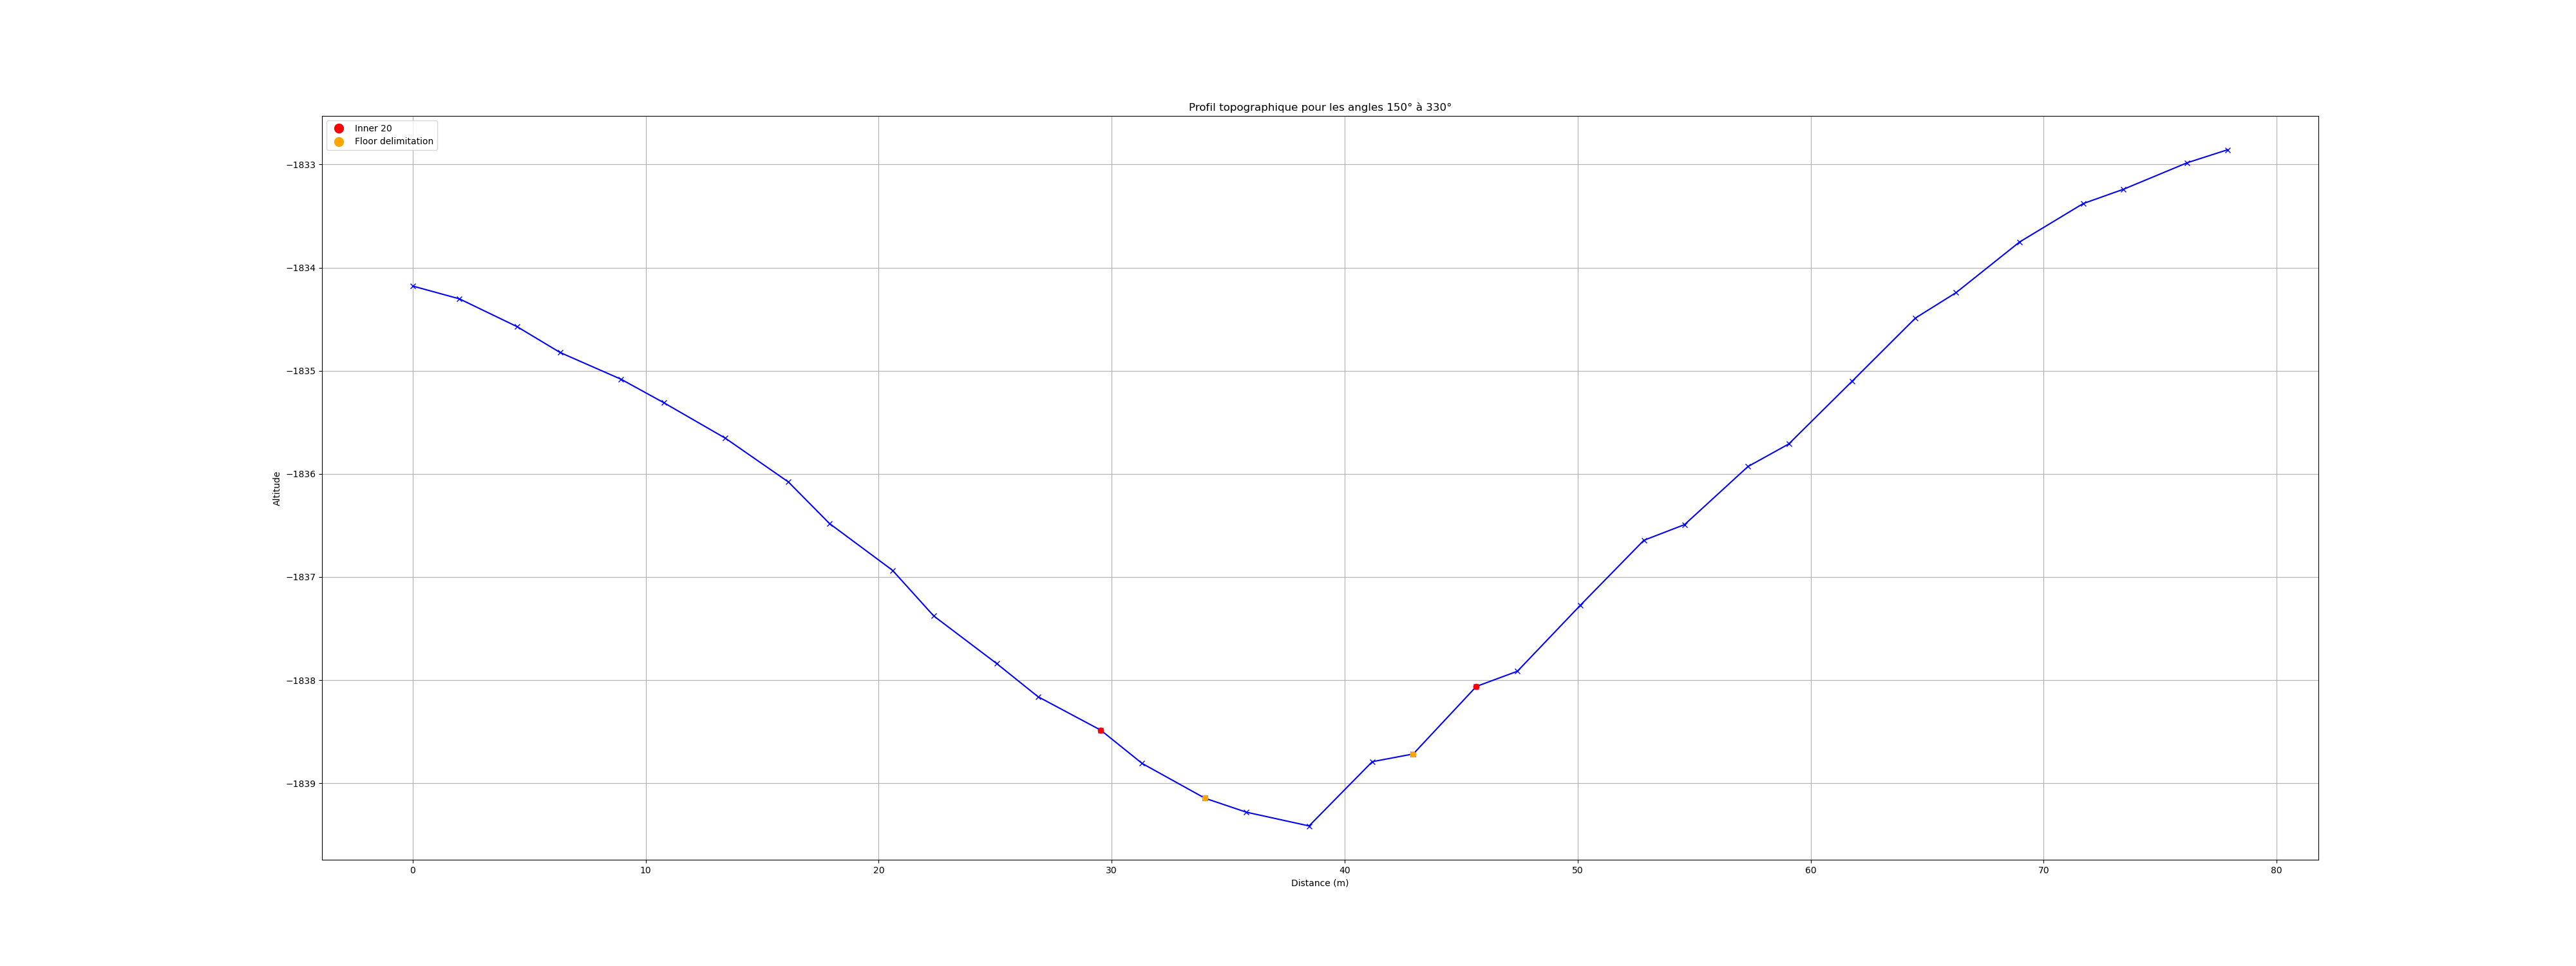 Profil topographique pour les angles 150° à 330°
Inner 20
Floor delimitation
−1833
−1834
−1835
−1836
−1837
−1838
−1839
Altitude
0 10 20 30 40 50 60 70 80
Distance (m)